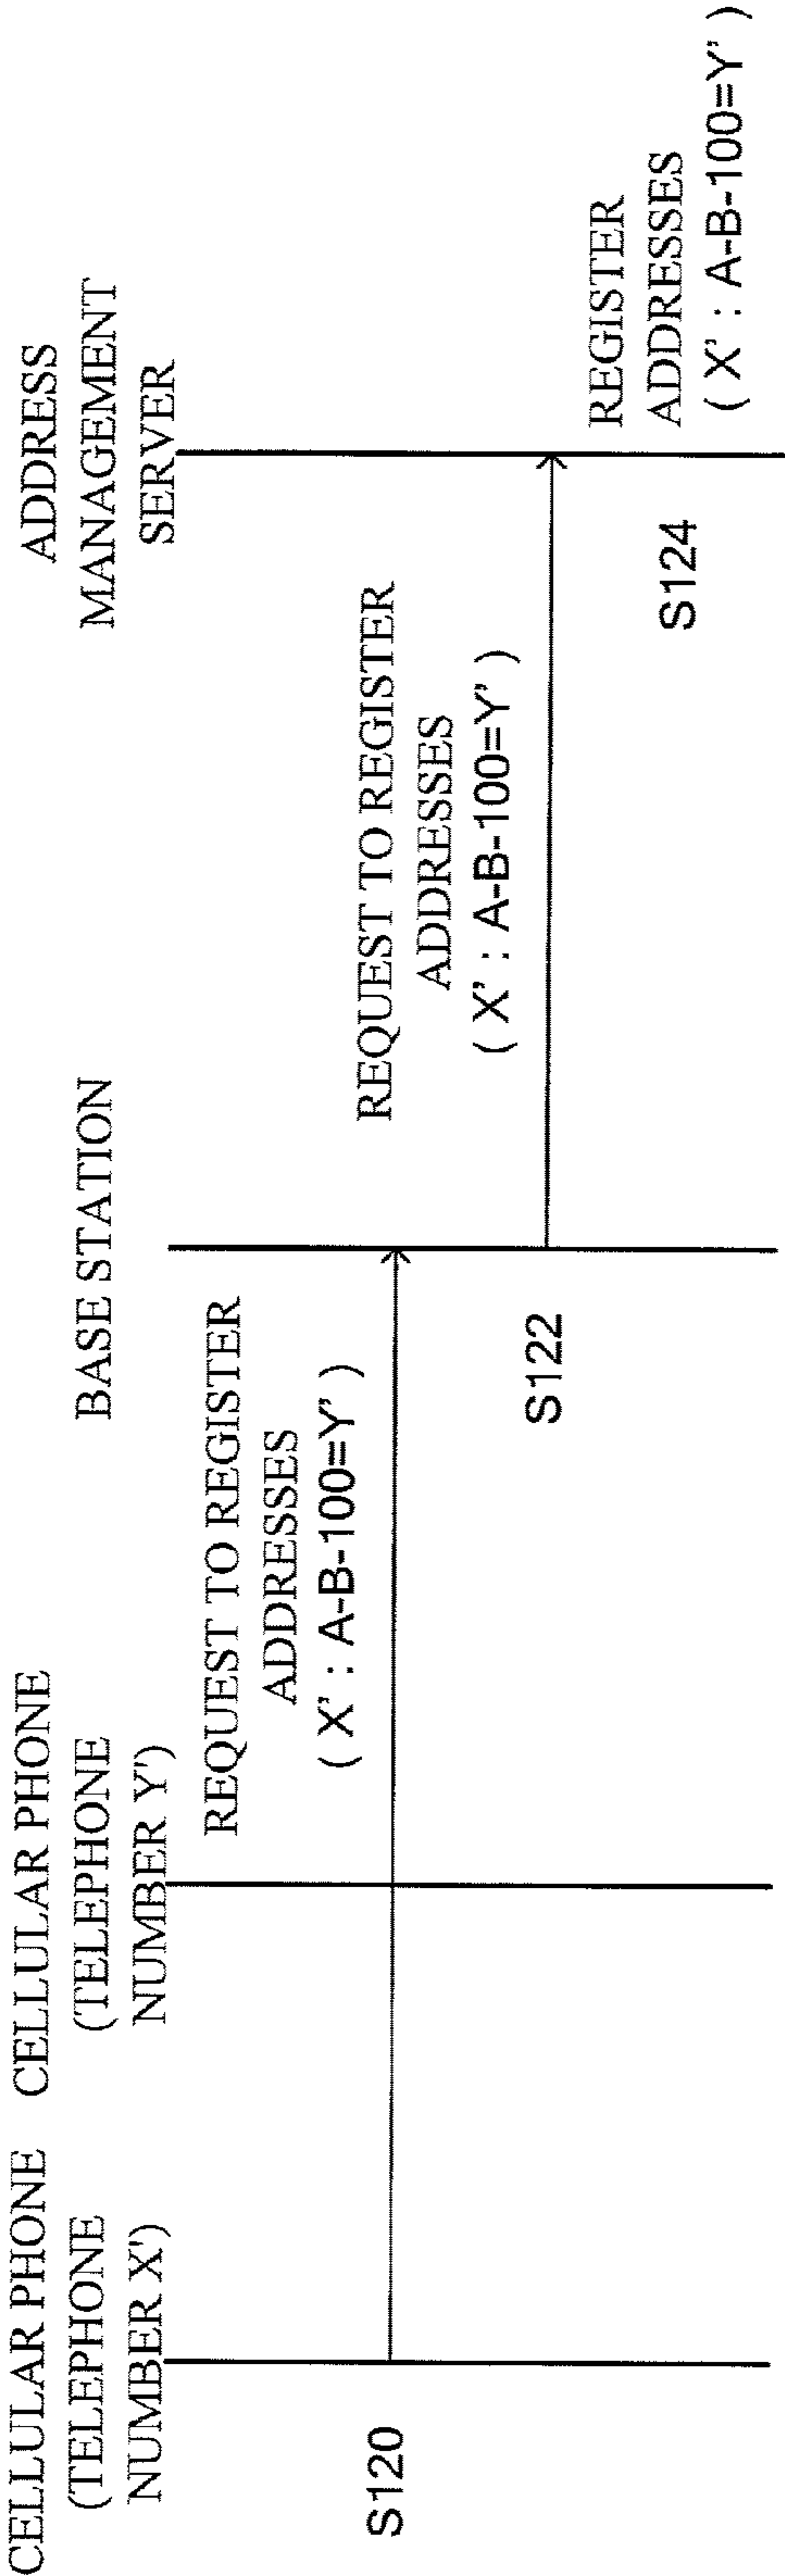 CELLULAR PHONE
(TELEPHONE
NUMBER X')
CELLULAR PHONE
(TELEPHONE
NUMBER Y')
BASE STATION
ADDRESS
MANAGEMENT
SERVER
S120
REQUEST TO REGISTER
ADDRESSES
( X' : A-B-100=Y' )
S122
REQUEST TO REGISTER
ADDRESSES
( X' : A-B-100=Y' )
S124
REGISTER
ADDRESSES
( X' : A-B-100=Y' )